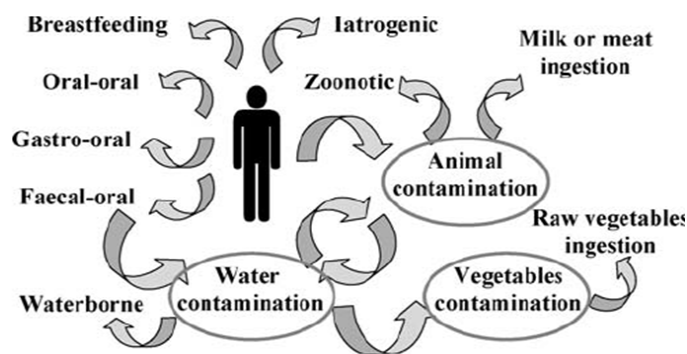 Breastfeeding
Iatrogenic
Milk or meat
ingestion
Oral-oral
Zoonotic
Gastro-oral
Animal
contamination
Faecal-oral
Raw vegetables
ingestion
Water
contamination
Vegetables
contamination
Waterborne